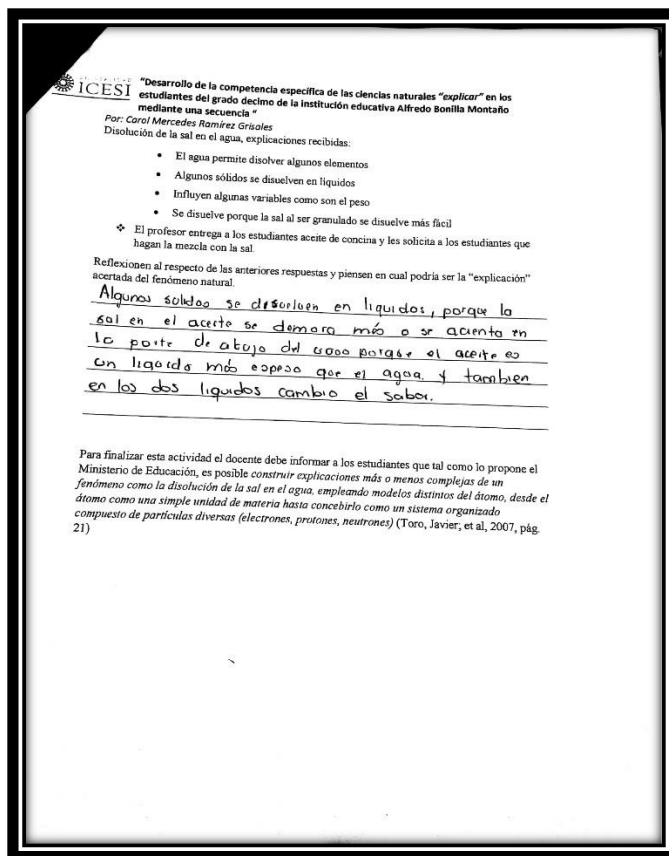 ICESI
"Desarrollo de la competencia especifica de las ciencias naturales "explicar" en los
estudiantes del grado decimo de la institución educativa Alfredo Bonilla Montaño
mediante una secuencia "
Por: Carol Mercedes Ramírez Grisales
Disolución de la sal en el agua, explicaciones recibidas:
• El agua permite disolver algunos elementos
• Algunos sólidos se disuelven en líquidos
• Influyen algunas variables como son el peso
• Se disuelve porque la sal al ser granulado se disuelve más fácil
❖ El profesor entrega a los estudiantes aceite de concina y les solicita a los estudiantes que
hagan la mezcla con la sal.
Reflexionen al respecto de las anteriores respuestas y piensen en cual podría ser la "explicación"
acertada del fenómeno natural.
Algunos solidos se disuelven en liquidos, porque la
sal en el aceite se demora más o se acienta en
la parte de abajo del vaso porque el aceite es
un liquido más espeso que el agua. y tambien
en los dos liquidos cambio el sabor.
Para finalizar esta actividad el docente debe informar a los estudiantes que tal como lo propone el
Ministerio de Educación, es posible construir explicaciones más o menos complejas de un
fenómeno como la disolución de la sal en el agua, empleando modelos distintos del átomo, desde el
átomo como una simple unidad de materia hasta concebirlo como un sistema organizado
compuesto de partículas diversas (electrones, protones, neutrones) (Toro, Javier; et al, 2007, pág.
21)